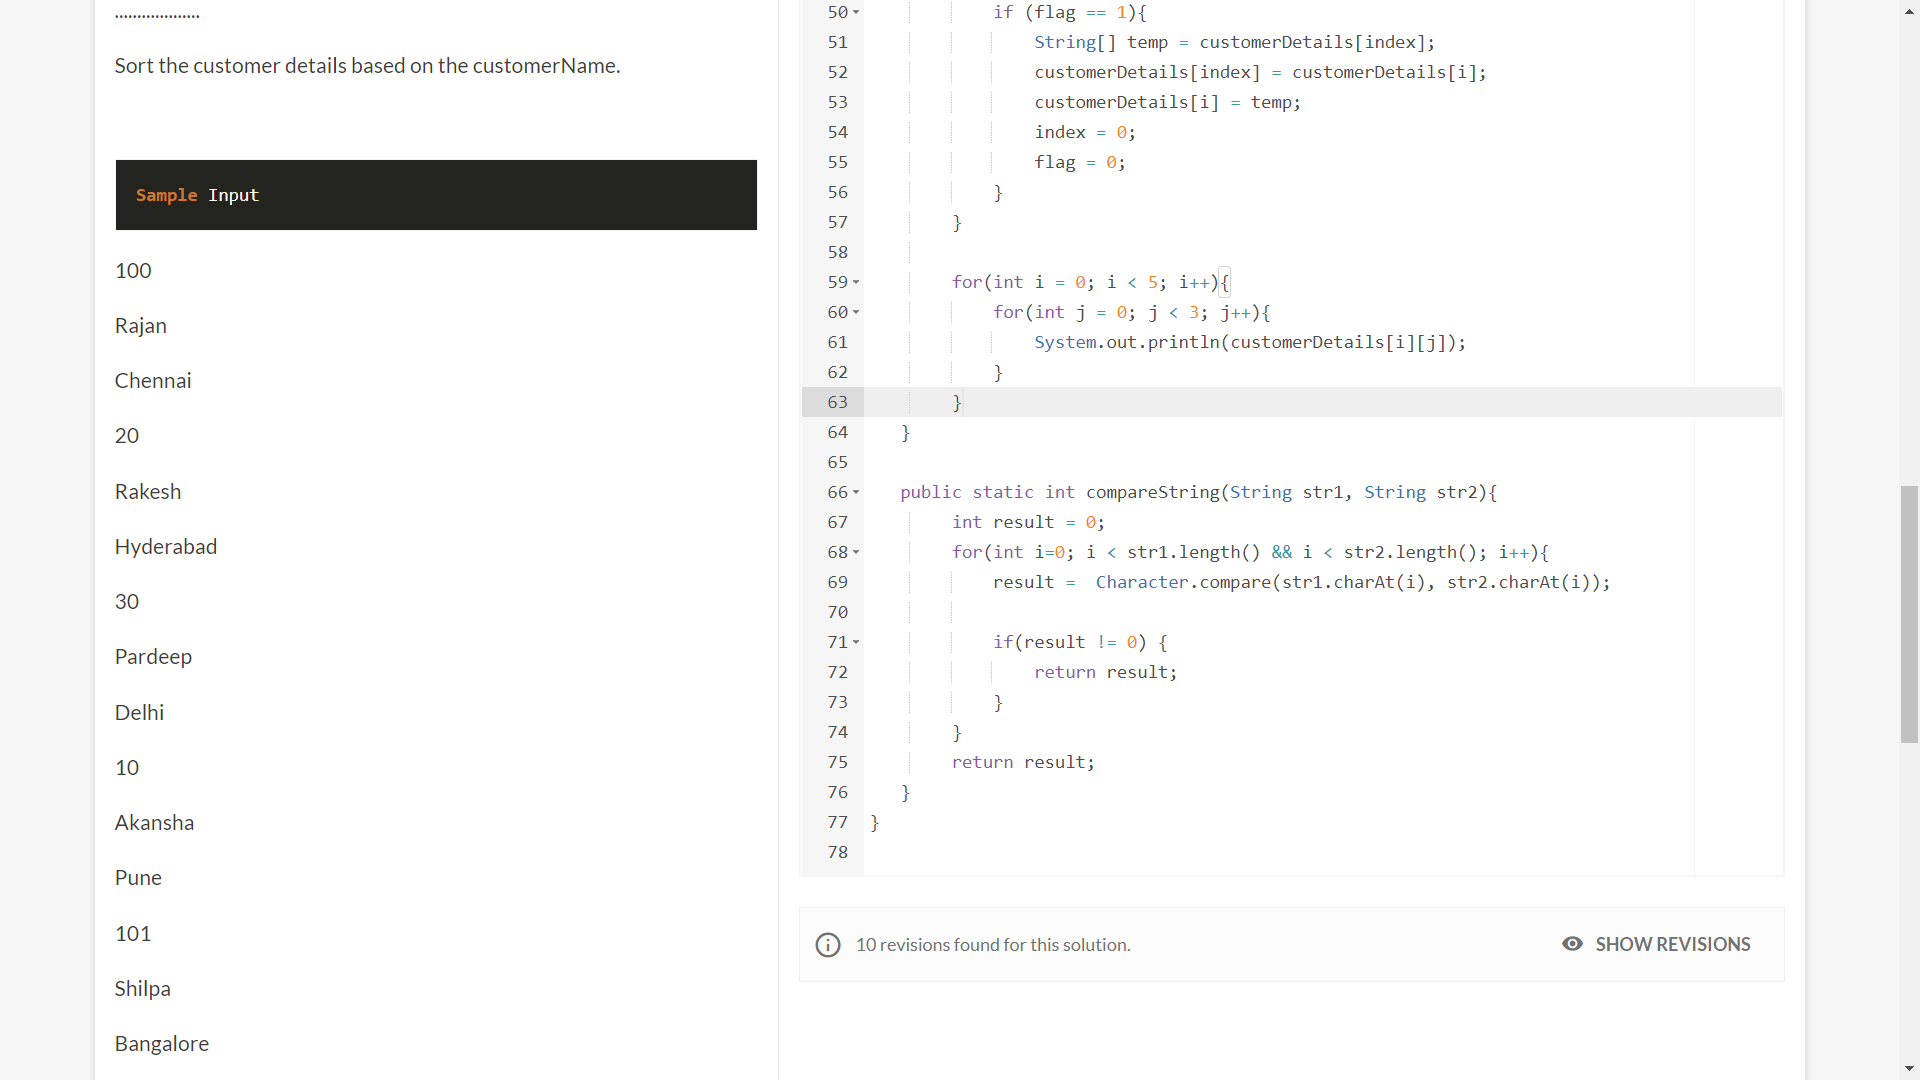 ...................
Sort the customer details based on the customerName.
Sample Input
100
Rajan
Chennai
20
Rakesh
Hyderabad
30
Pardeep
Delhi
10
Akansha
Pune
101
Shilpa
Bangalore
50 if (flag == 1){
51 String[] temp = customerDetails[index];
52 customerDetails[index] = customerDetails[i];
53 customerDetails[i] = temp;
54 index = 0;
55 flag = 0;
56 }
57 }
58
59 for(int i = 0; i < 5; i++){
60 for(int j = 0; j < 3; j++){
61 System.out.println(customerDetails[i][j]);
62 }
63 }
64 }
65
66 public static int compareString(String str1, String str2){
67 int result = 0;
68 for(int i=0; i < str1.length() && i < str2.length(); i++){
69 result =  Character.compare(str1.charAt(i), str2.charAt(i));
70
71 if(result != 0) {
72 return result;
73 }
74 }
75 return result;
76 }
77 }
78
10 revisions found for this solution.
SHOW REVISIONS